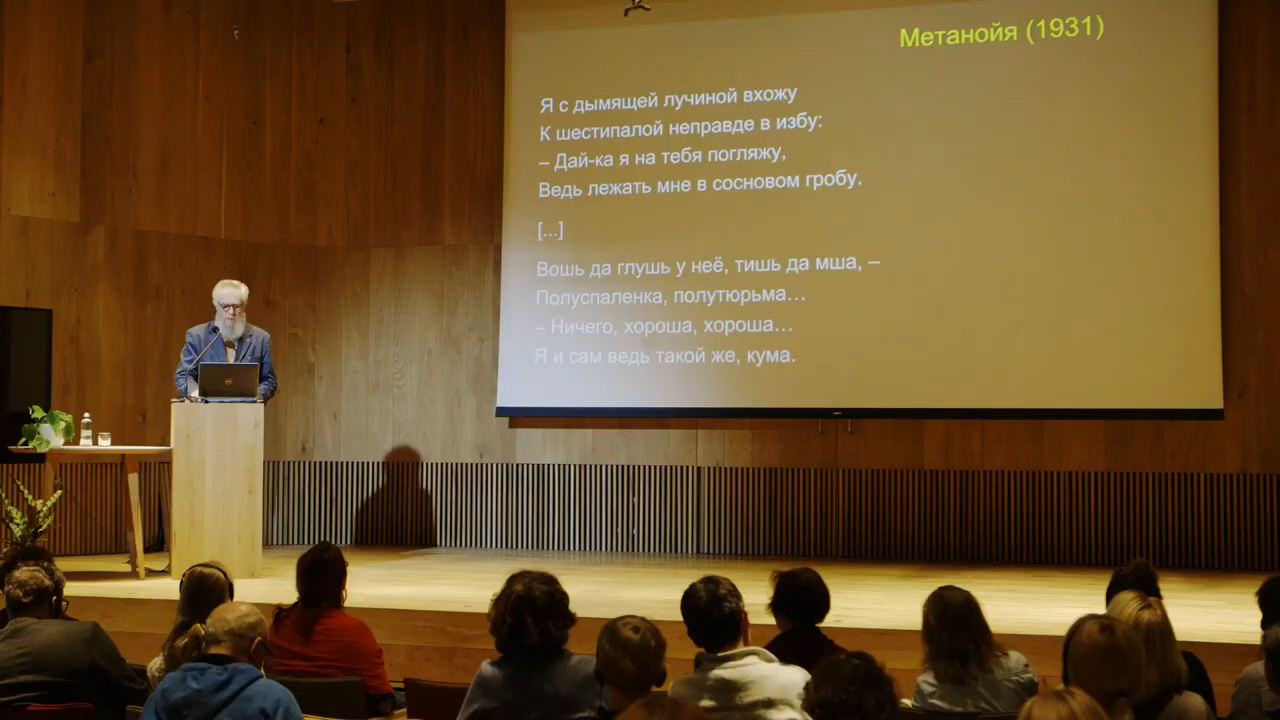 Метанойя (1931)
Я с дымящей лучиной вхожу
К шестипалой неправде в избу:
– Дай-ка я на тебя погляжу,
Ведь лежать мне в сосновом гробу.
[...]
Вошь да глушь у неё, тишь да мша, –
Полуспаленка, полутюрьма...
– Ничего, хороша, хороша...
Я и сам ведь такой же, кума.